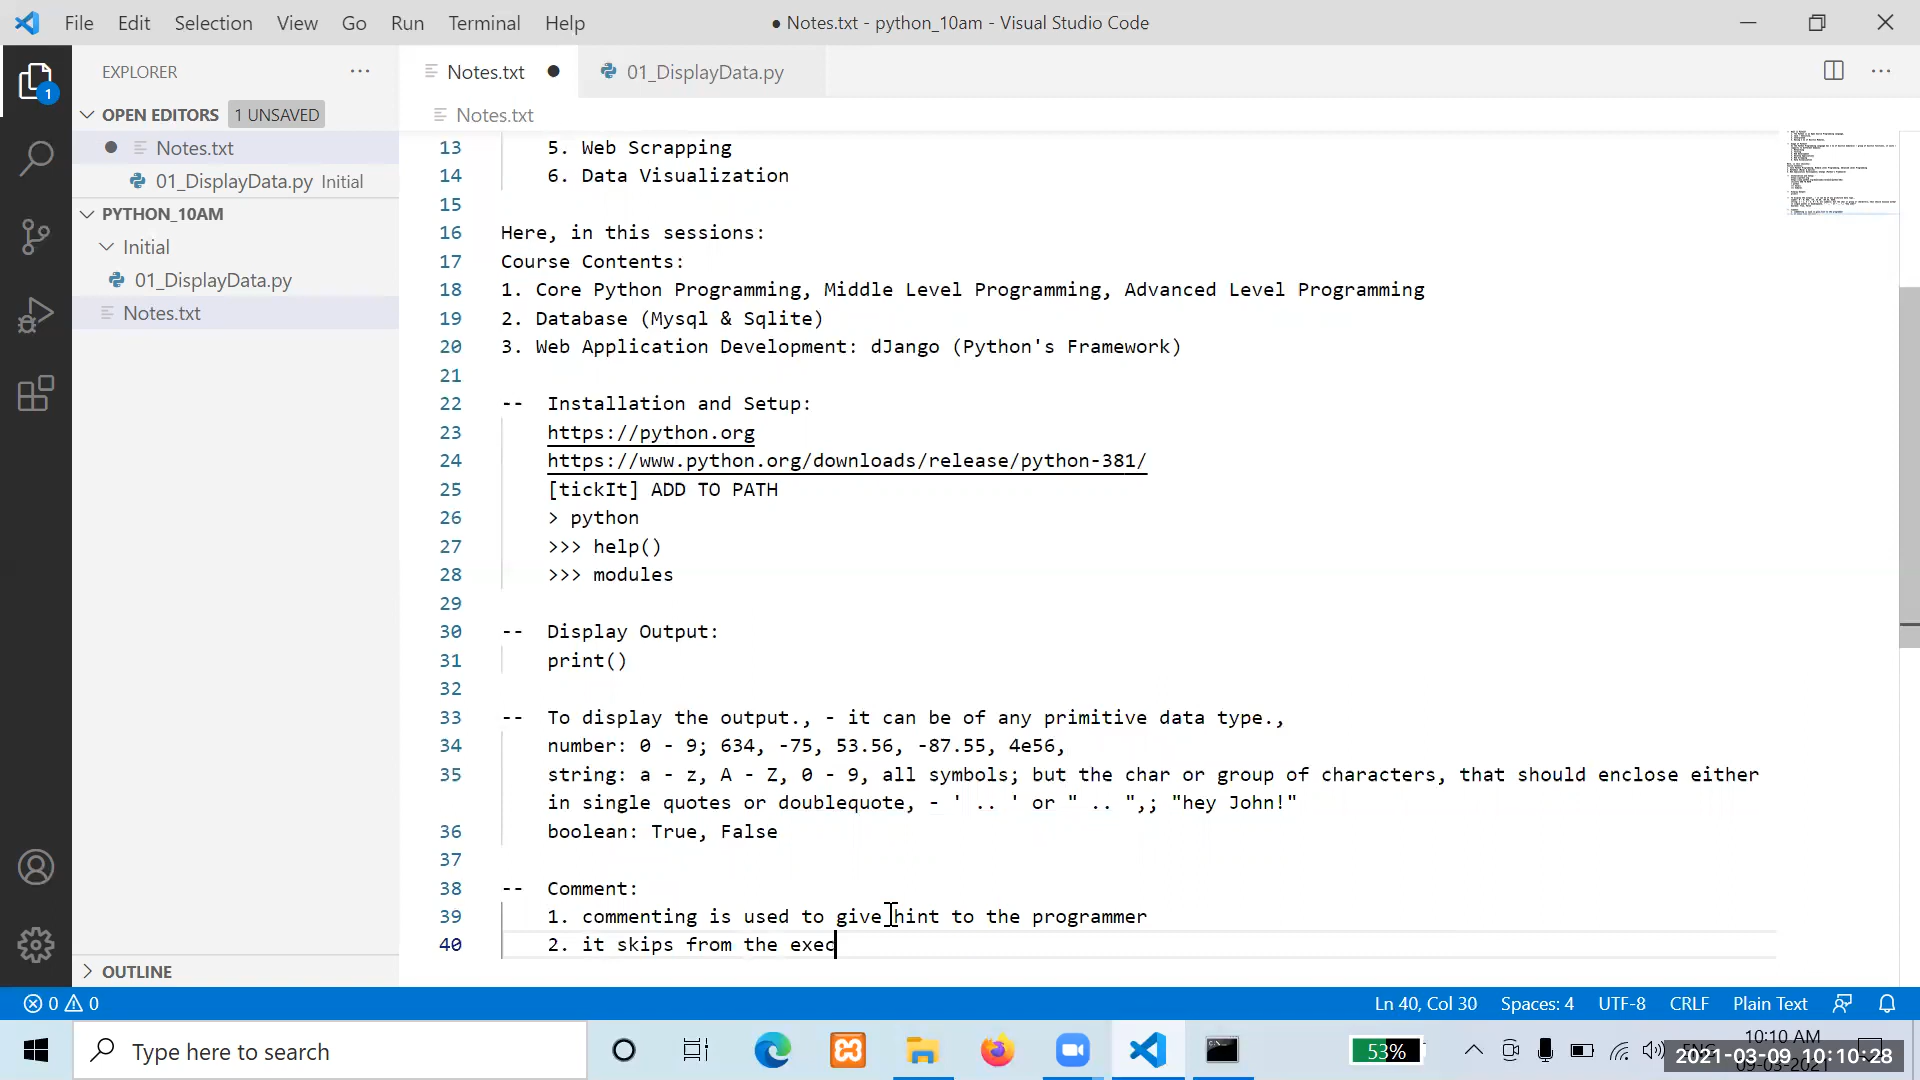 File Edit Selection View Go Run Terminal Help
● Notes.txt - python_10am - Visual Studio Code
EXPLORER
Notes.txt
01_DisplayData.py
OPEN EDITORS 1 UNSAVED
Notes.txt
Notes.txt
01_DisplayData.py Initial
PYTHON_10AM
Initial
01_DisplayData.py
Notes.txt
1
13 5. Web Scrapping
14 6. Data Visualization
15
16 Here, in this sessions:
17 Course Contents:
18 1. Core Python Programming, Middle Level Programming, Advanced Level Programming
19 2. Database (Mysql & Sqlite)
20 3. Web Application Development: dJango (Python's Framework)
21
22 -- Installation and Setup:
23 https://python.org
24 https://www.python.org/downloads/release/python-381/
25 [tickIt] ADD TO PATH
26 > python
27 >>> help()
28 >>> modules
29
30 -- Display Output:
31 print()
32
33 -- To display the output., - it can be of any primitive data type.,
34 number: 0 - 9; 634, -75, 53.56, -87.55, 4e56,
35 string: a - z, A - Z, 0 - 9, all symbols; but the char or group of characters, that should enclose either
in single quotes or doublequote, - ' .. ' or " .. ",; "hey John!"
36 boolean: True, False
37
38 -- Comment:
39 1. commenting is used to give hint to the programmer
40 2. it skips from the exec
OUTLINE
0 0
Ln 40, Col 30 Spaces: 4 UTF-8 CRLF Plain Text
Type here to search
53%
10:10 AM
2021-03-09 10:10:28